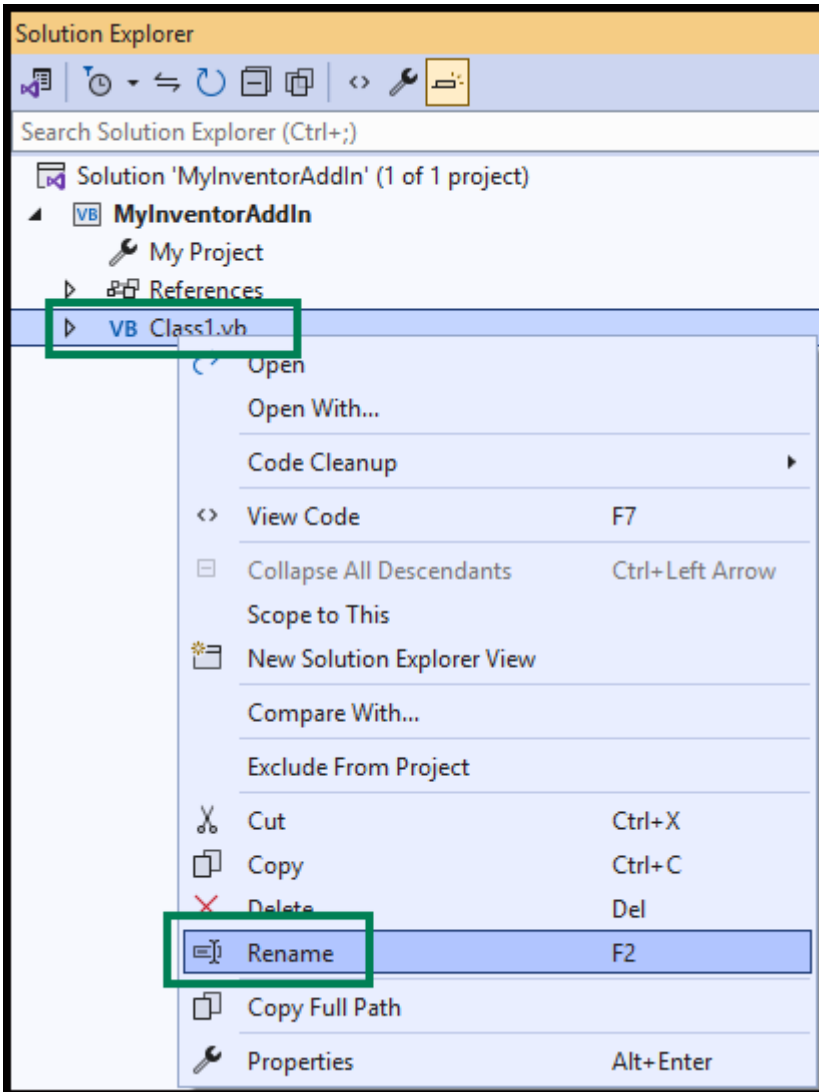 Solution Explorer
Search Solution Explorer (Ctrl+;)
Solution 'MyInventorAddIn' (1 of 1 project)
VB MyInventorAddIn
My Project
References
VB Class1.vb
Open
Open With...
Code Cleanup
View Code F7
Collapse All Descendants Ctrl+Left Arrow
Scope to This
New Solution Explorer View
Compare With...
Exclude From Project
Cut Ctrl+X
Copy Ctrl+C
Delete Del
Rename F2
Copy Full Path
Properties Alt+Enter